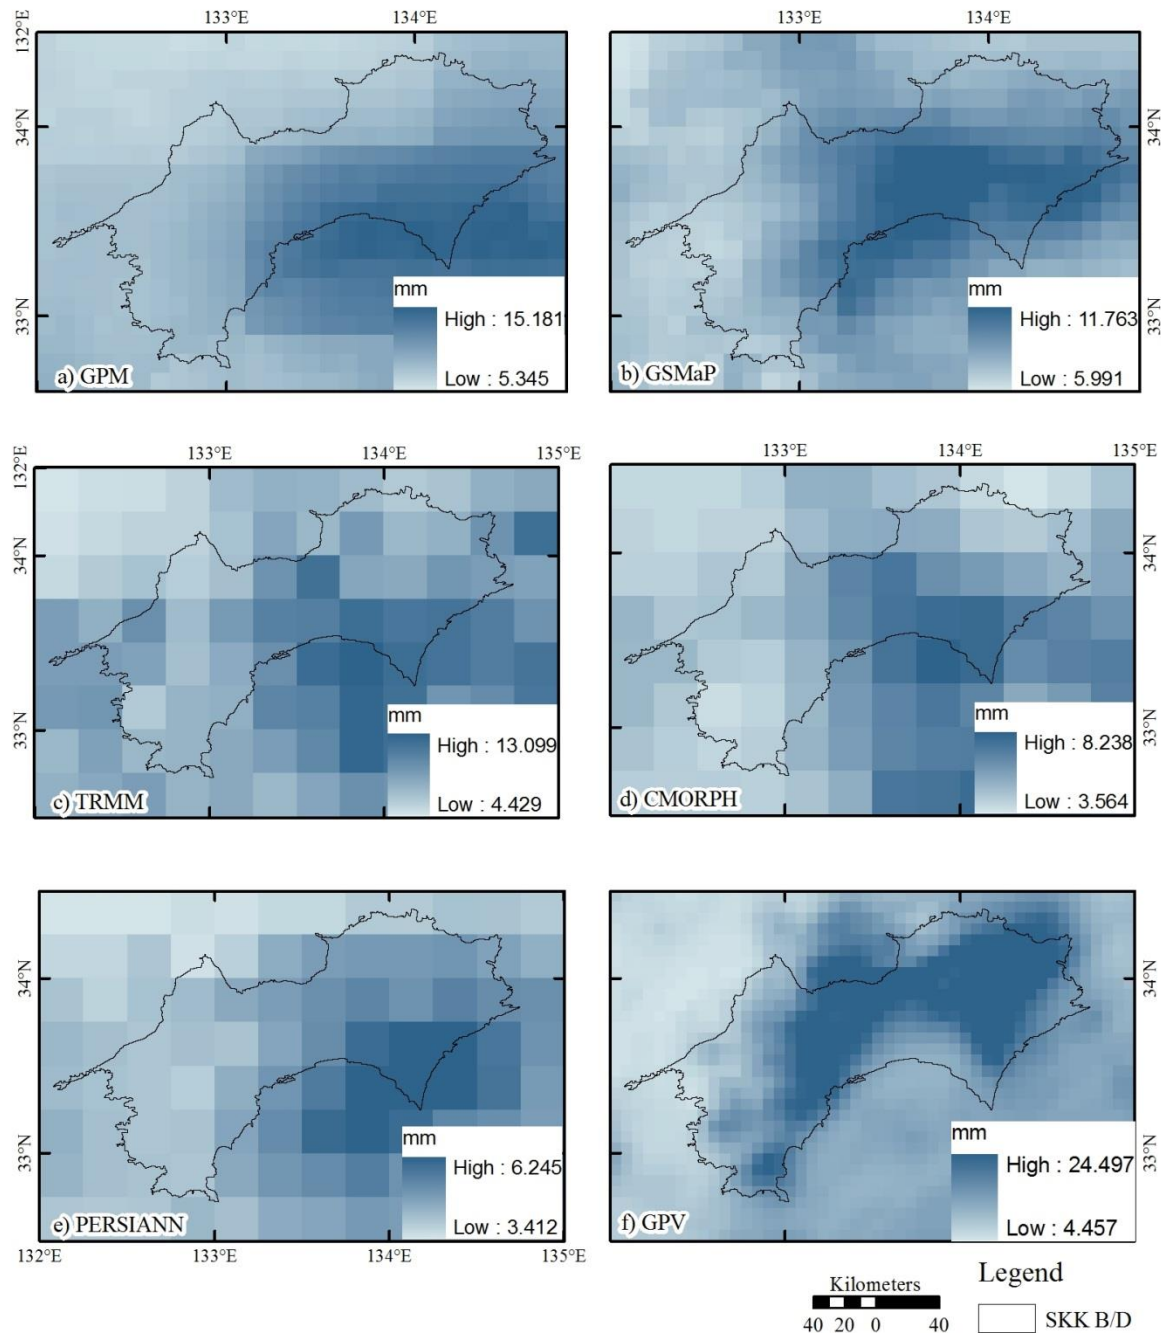 133°E 134°E 133°E 134°E
132°E
34°N 34°N
33°N 33°N
mm
High : 15.181
Low : 5.345
a) GPM
mm
High : 11.763
Low : 5.991
b) GSMaP
133°E 134°E 133°E 134°E 135°E
132°E
34°N 34°N
33°N 33°N
mm
High : 13.099
Low : 4.429
c) TRMM
mm
High : 8.238
Low : 3.564
d) CMORPH
34°N 34°N
33°N 33°N
mm
High : 6.245
Low : 3.412
e) PERSIANN
mm
High : 24.497
Low : 4.457
f) GPV
132°E 133°E 134°E 135°E
Kilometers
40 20 0 40
Legend
SKK B/D